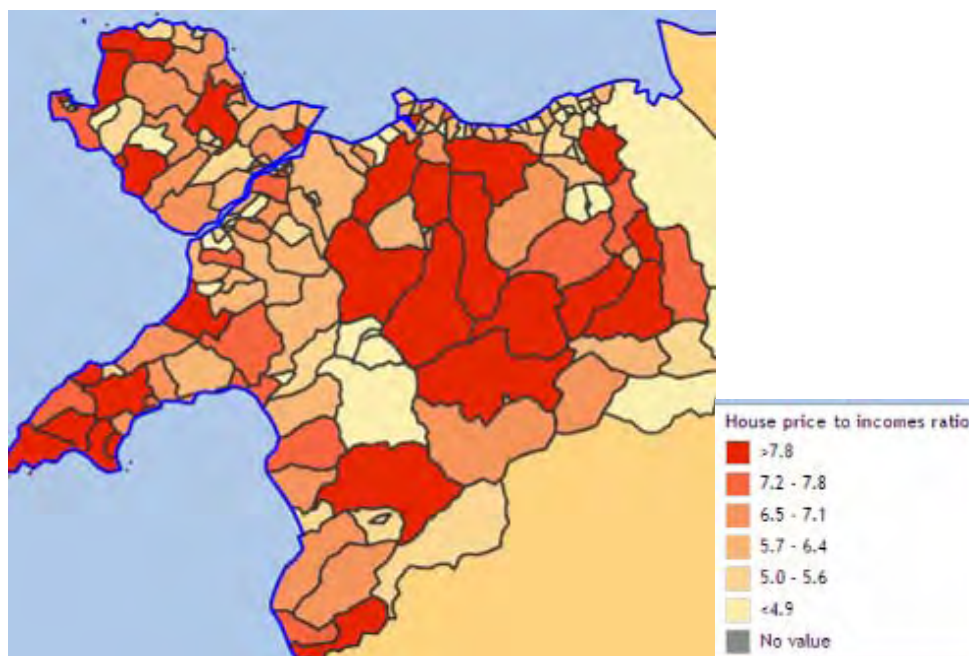 House price to incomes ratio
>7.8
7.2 - 7.8
6.5 - 7.1
5.7 - 6.4
5.0 - 5.6
<4.9
No value